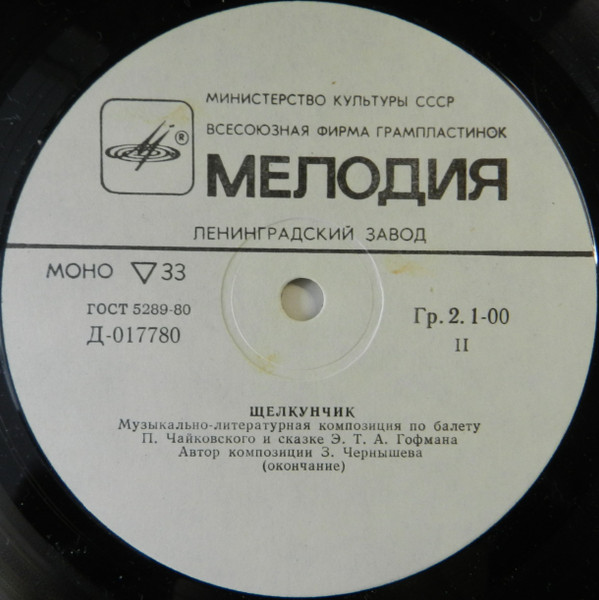 МИНИСТЕРСТВО КУЛЬТУРЫ СССР
ВСЕСОЮЗНАЯ ФИРМА ГРАМПЛАСТИНОК
®
МЕЛОДИЯ
ЛЕНИНГРАДСКИЙ ЗАВОД
МОНО ▽ 33
ГОСТ 5289-80
Д-017780
Гр. 2. 1-00
II
ЩЕЛКУНЧИК
Музыкально-литературная композиция по балету
П. Чайковского и сказке Э. Т. А. Гофмана
Автор композиции З. Чернышева
(окончание)